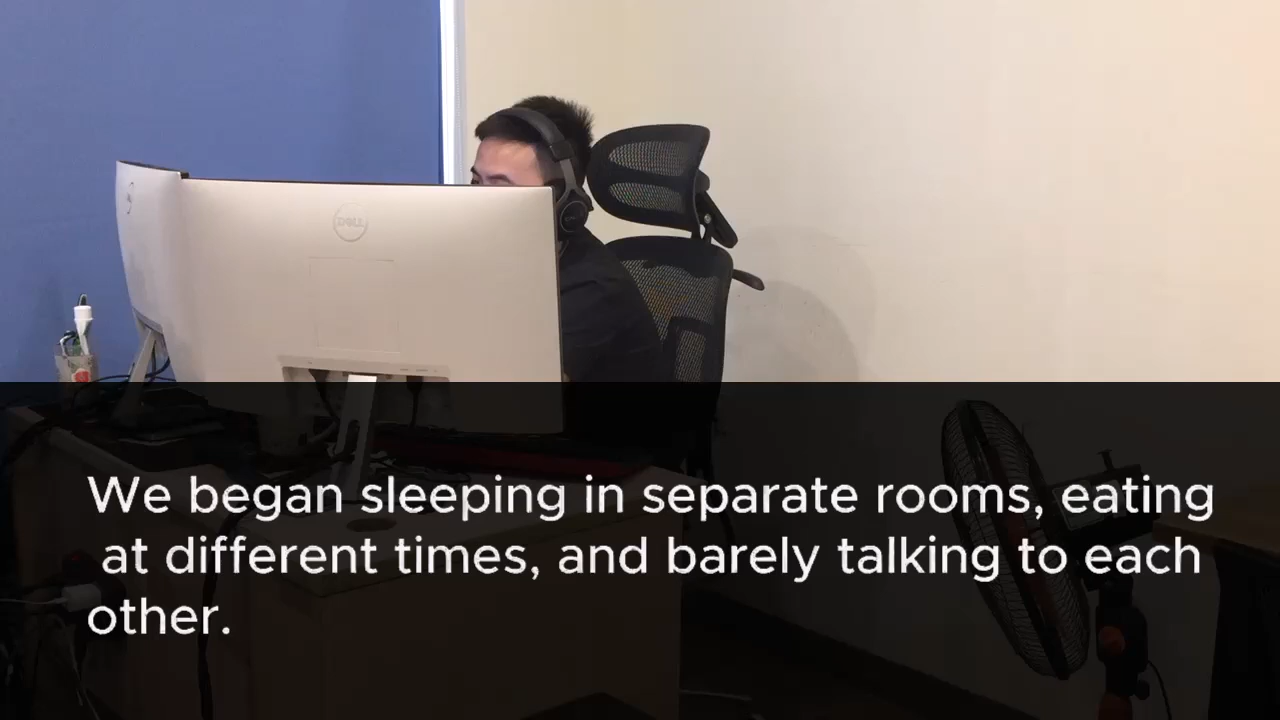 DELL
We began sleeping in separate rooms, eating
at different times, and barely talking to each
other.